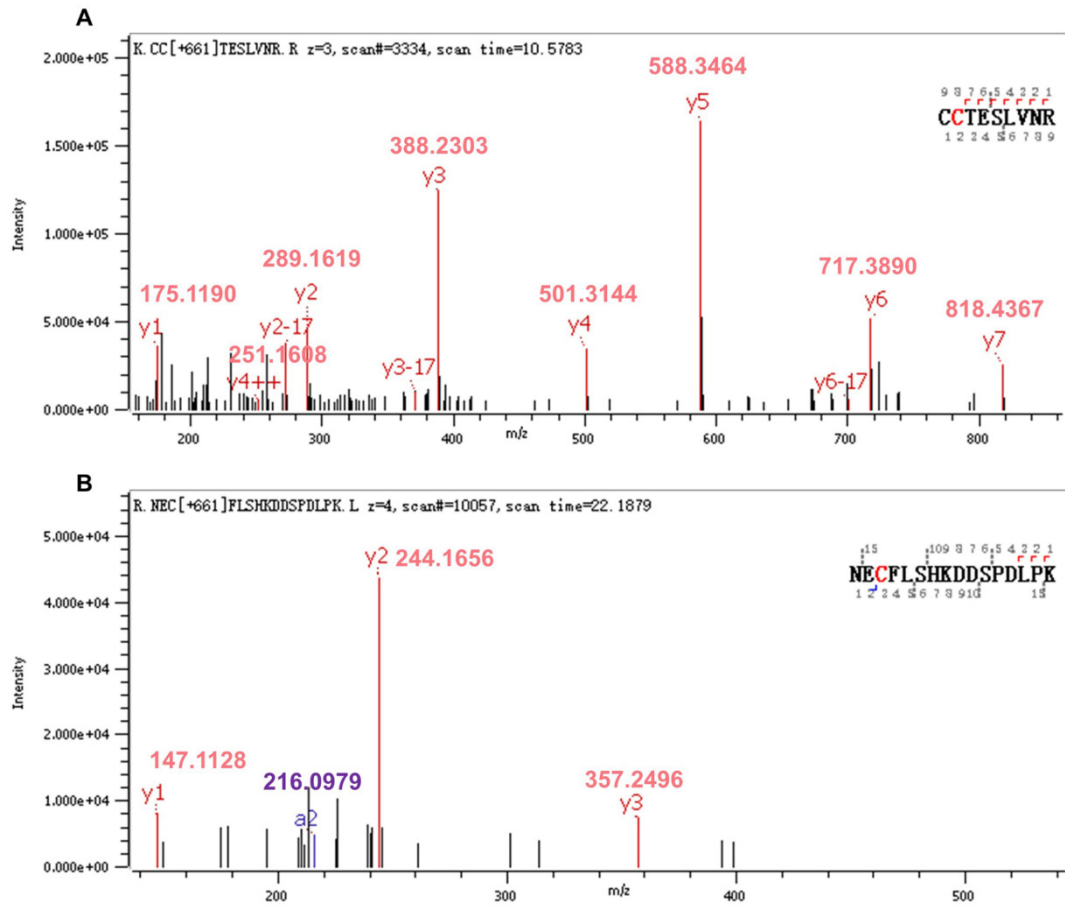 A
K.CC[+661]TESLVNR.R z=3, scan#=3334, scan time=10.5783
2.000e+05
1.500e+05
1.000e+05
5.000e+04
0.000e+00
Intensity
175.1190
y1
251.1608
y4++
y2-17
289.1619
y2
y3-17
388.2303
y3
501.3144
y4
588.3464
y5
y6-17
717.3890
y6
818.4367
y7
CCTESLVNR
200
300
400
500
600
700
800
m/z
B
R.NEC[+661]FLSHKDDSPDLPK.L z=4, scan#=10057, scan time=22.1879
5.000e+04
4.000e+04
3.000e+04
2.000e+04
1.000e+04
0.000e+00
Intensity
147.1128
y1
216.0979
a2
y2
244.1656
357.2496
y3
NECFLSHKDDSPDLPK
200
300
400
500
m/z